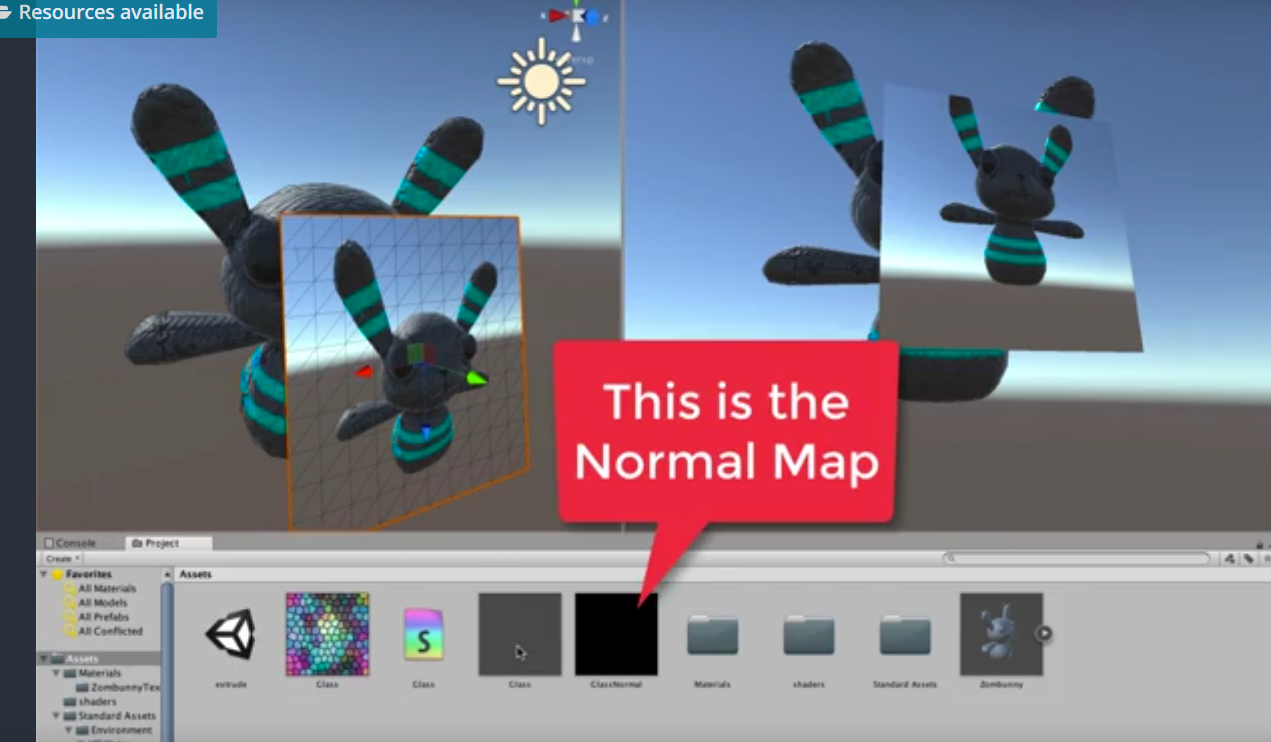 Resources available
x
z
Persp
This is the
Normal Map
Console
Project
Create
Favorites
All Materials
All Models
All Prefabs
All Conflicted
Assets
Materials
ZombunnyTex
shaders
Standard Assets
Environment
Assets
S
extrude
Glass
Glass
Glass
GlassNormal
Materials
shaders
Standard Assets
Zombunny